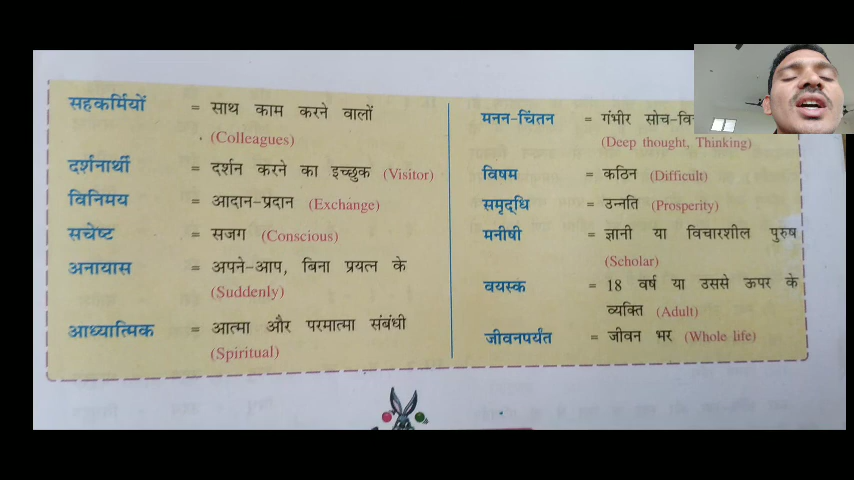 सहकर्मियों = साथ काम करने वालों
(Colleagues)
दर्शनार्थी = दर्शन करने का इच्छुक (Visitor)
विनिमय = आदान-प्रदान (Exchange)
सचेष्ट = सजग (Conscious)
अनायास = अपने-आप, बिना प्रयत्न के
(Suddenly)
आध्यात्मिक = आत्मा और परमात्मा संबंधी
(Spiritual)
मनन-चिंतन = गंभीर
(Deep thought, Thinking)
विषम = कठिन (Difficult)
समृद्धि = उन्नति (Prosperity)
मनीषी = ज्ञानी या विचारशील पुरुष
(Scholar)
वयस्क = 18 वर्ष या उससे ऊपर के
व्यक्ति (Adult)
जीवनपर्यंत = जीवन भर (Whole life)